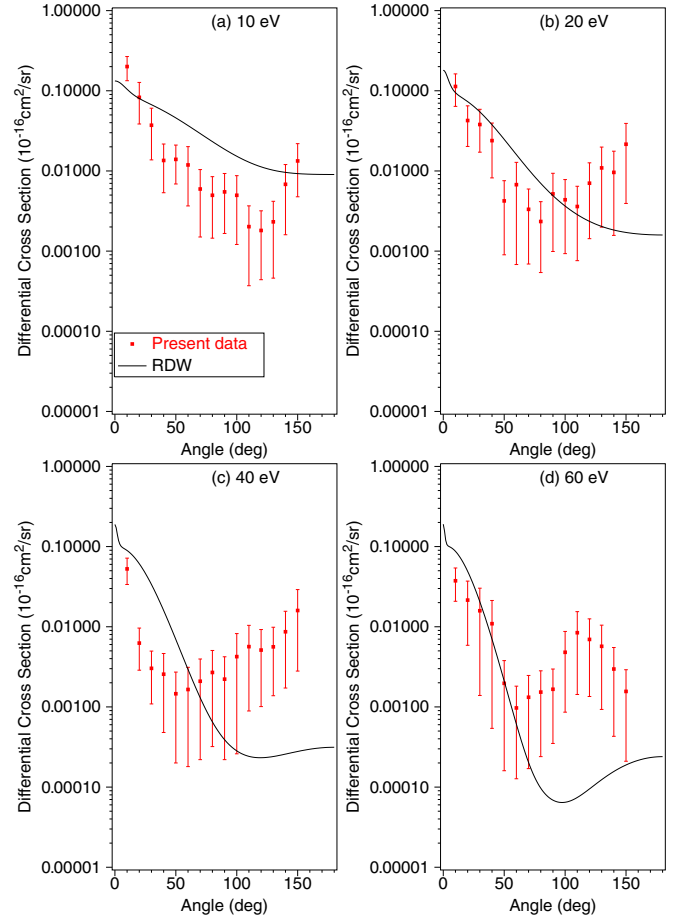 (a) 10 eV
1.00000
0.10000
0.01000
0.00100
0.00010
0.00001
Differential Cross Section (10⁻¹⁶cm²/sr)
Present data
RDW
0 50 100 150
Angle (deg)
(b) 20 eV
1.00000
0.10000
0.01000
0.00100
0.00010
0.00001
Differential Cross Section (10⁻¹⁶cm²/sr)
0 50 100 150
Angle (deg)
(c) 40 eV
1.00000
0.10000
0.01000
0.00100
0.00010
0.00001
Differential Cross Section (10⁻¹⁶cm²/sr)
0 50 100 150
Angle (deg)
(d) 60 eV
1.00000
0.10000
0.01000
0.00100
0.00010
0.00001
Differential Cross Section (10⁻¹⁶cm²/sr)
0 50 100 150
Angle (deg)